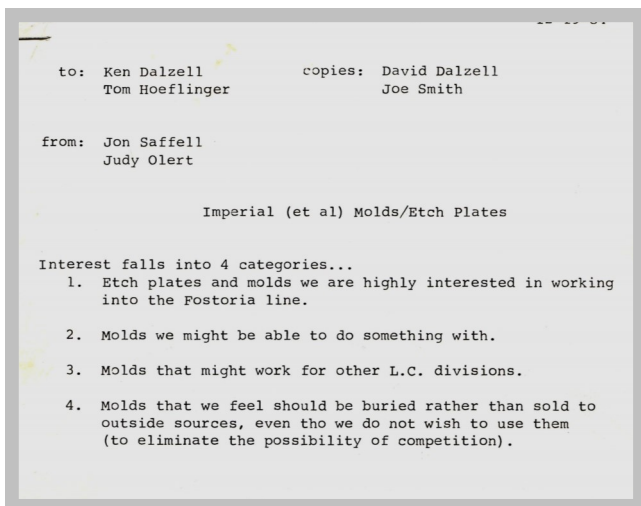 to: Ken Dalzell copies: David Dalzell
Tom Hoeflinger Joe Smith
from: Jon Saffell
Judy Olert
Imperial (et al) Molds/Etch Plates
Interest falls into 4 categories...
1. Etch plates and molds we are highly interested in working
into the Fostoria line.
2. Molds we might be able to do something with.
3. Molds that might work for other L.C. divisions.
4. Molds that we feel should be buried rather than sold to
outside sources, even tho we do not wish to use them
(to eliminate the possibility of competition).